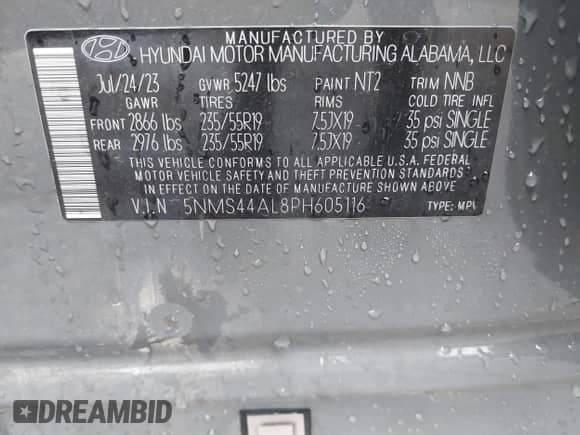 MANUFACTURED BY
HYUNDAI MOTOR MANUFACTURING ALABAMA, LLC
Jul/24/23 GVWR 5247 lbs PAINT NT2 TRIM NNB
GAWR TIRES RIMS COLD TIRE INFL
FRONT 2866 lbs 235/55R19 7.5JX19 35 psi SINGLE
REAR 2976 lbs 235/55R19 7.5JX19 35 psi SINGLE
THIS VEHICLE CONFORMS TO ALL APPLICABLE U.S.A. FEDERAL
MOTOR VEHICLE SAFETY AND THEFT PREVENTION STANDARDS
IN EFFECT ON THE DATE OF MANUFACTURE SHOWN ABOVE.
V.I.N 5NMS44AL8PH605116 TYPE: MPV
DREAMBID